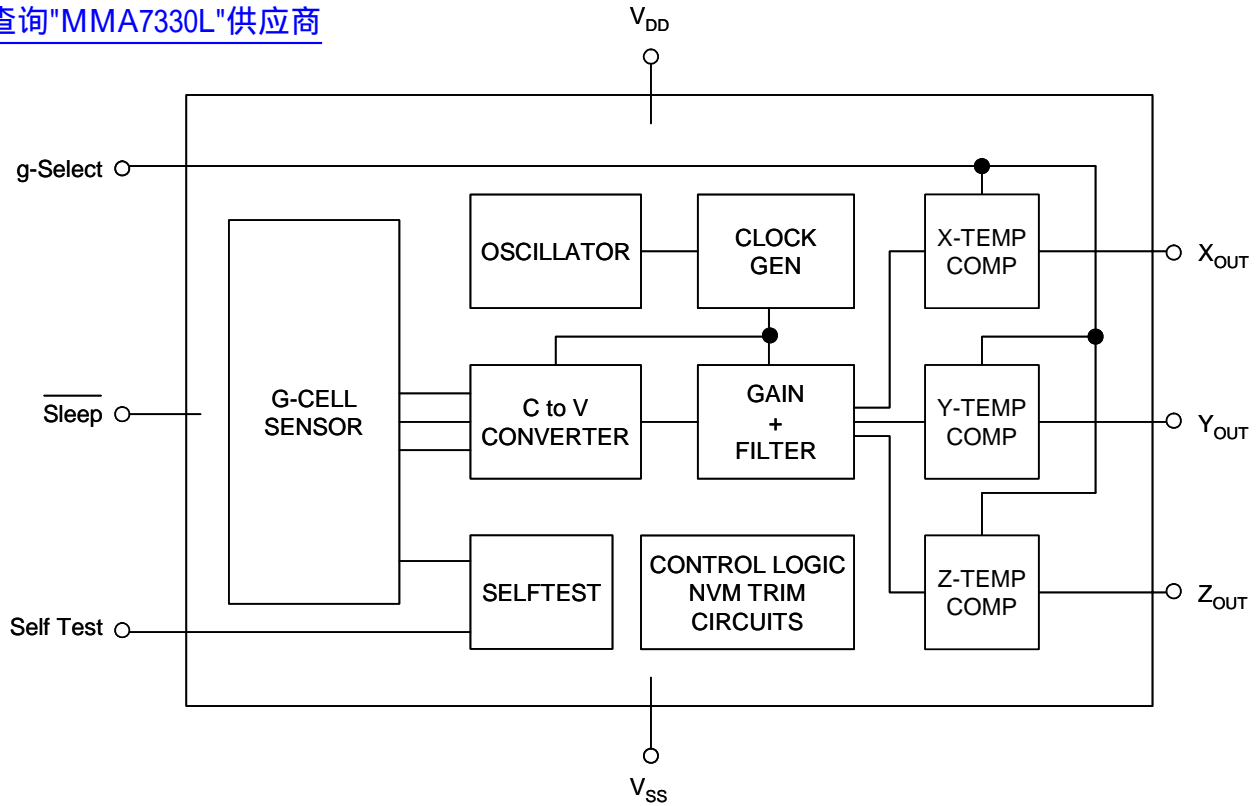 查询"MMA7330L"供应商
VDD
g-Select
OSCILLATOR
CLOCK
GEN
X-TEMP
COMP
XOUT
G-CELL
SENSOR
Sleep
C to V
CONVERTER
GAIN
+
FILTER
Y-TEMP
COMP
YOUT
SELFTEST
CONTROL LOGIC
NVM TRIM
CIRCUITS
Z-TEMP
COMP
ZOUT
Self Test
VSS